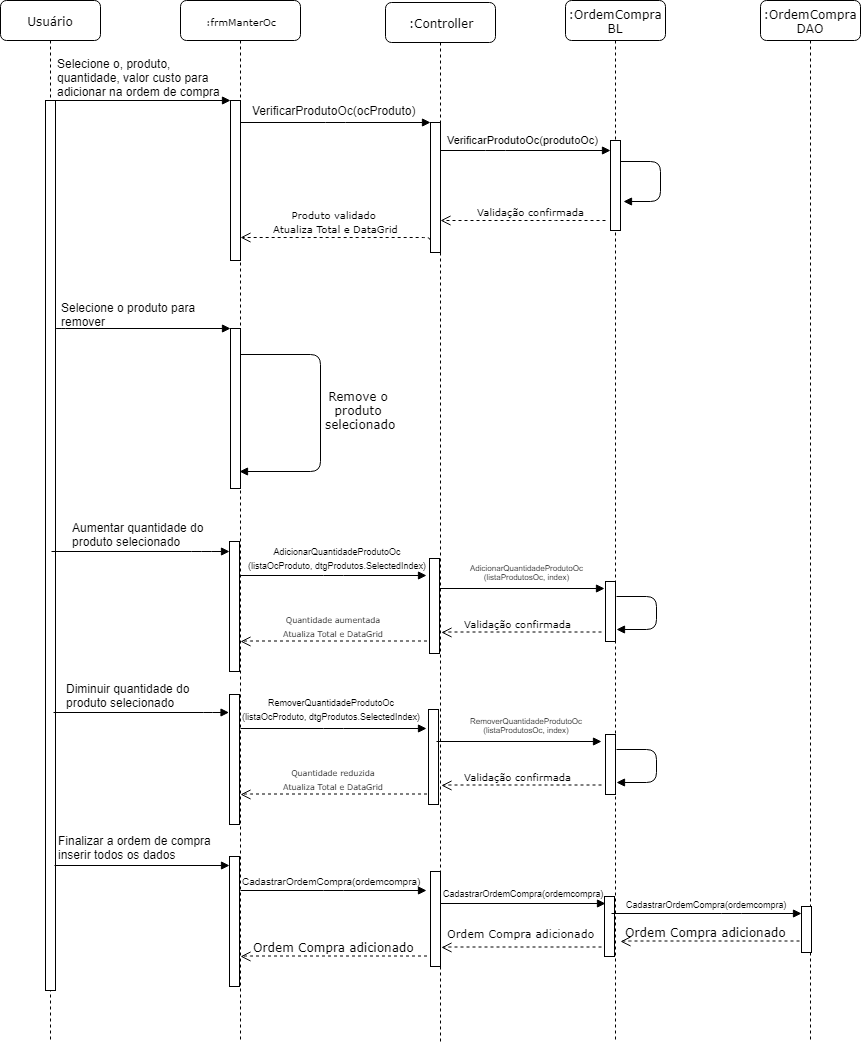 Usuário
:frmManterOc
:Controller
:OrdemCompra
BL
:OrdemCompra
DAO
Selecione o, produto,
quantidade, valor custo para
adicionar na ordem de compra
VerificarProdutoOc(ocProduto)
VerificarProdutoOc(produtoOc)
Validação confirmada
Produto validado
Atualiza Total e DataGrid
Selecione o produto para
remover
Remove o
produto
selecionado
Aumentar quantidade do
produto selecionado
AdicionarQuantidadeProdutoOc
(listaOcProduto, dtgProdutos.SelectedIndex)
AdicionarQuantidadeProdutoOc
(listaProdutosOc, index)
Quantidade aumentada
Atualiza Total e DataGrid
Validação confirmada
Diminuir quantidade do
produto selecionado
RemoverQuantidadeProdutoOc
(listaOcProduto, dtgProdutos.SelectedIndex)
RemoverQuantidadeProdutoOc
(listaProdutosOc, index)
Quantidade reduzida
Atualiza Total e DataGrid
Validação confirmada
Finalizar a ordem de compra
inserir todos os dados
CadastrarOrdemCompra(ordemcompra)
CadastrarOrdemCompra(ordemcompra)
CadastrarOrdemCompra(ordemcompra)
Ordem Compra adicionado
Ordem Compra adicionado
Ordem Compra adicionado